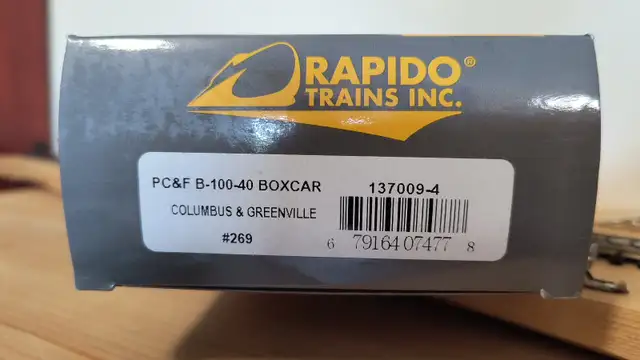 RAPIDO®
TRAINS INC.
PC&F B-100-40 BOXCAR
137009-4
COLUMBUS & GREENVILLE
#269
6 79164 07477 8